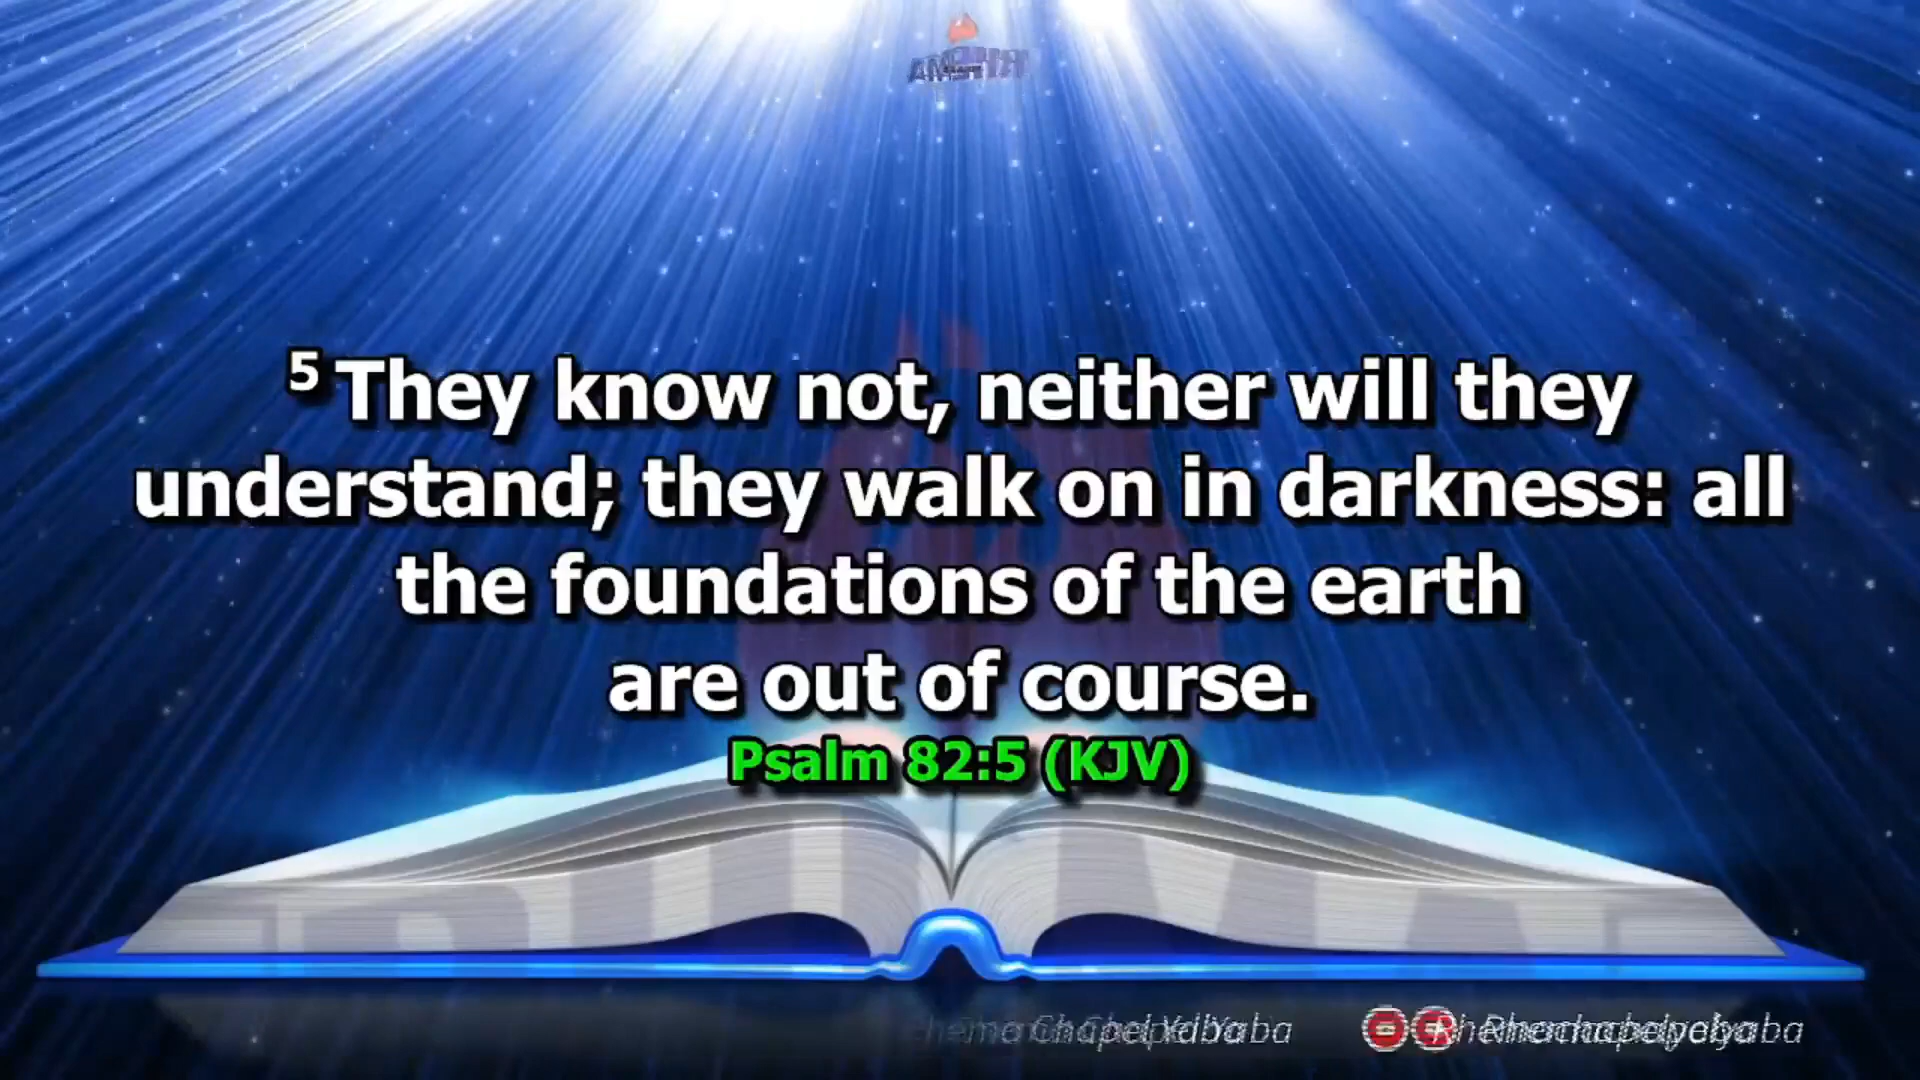 5 They know not, neither will they
understand; they walk on in darkness: all
the foundations of the earth
are out of course.
Psalm 82:5 (KJV)
Chapel